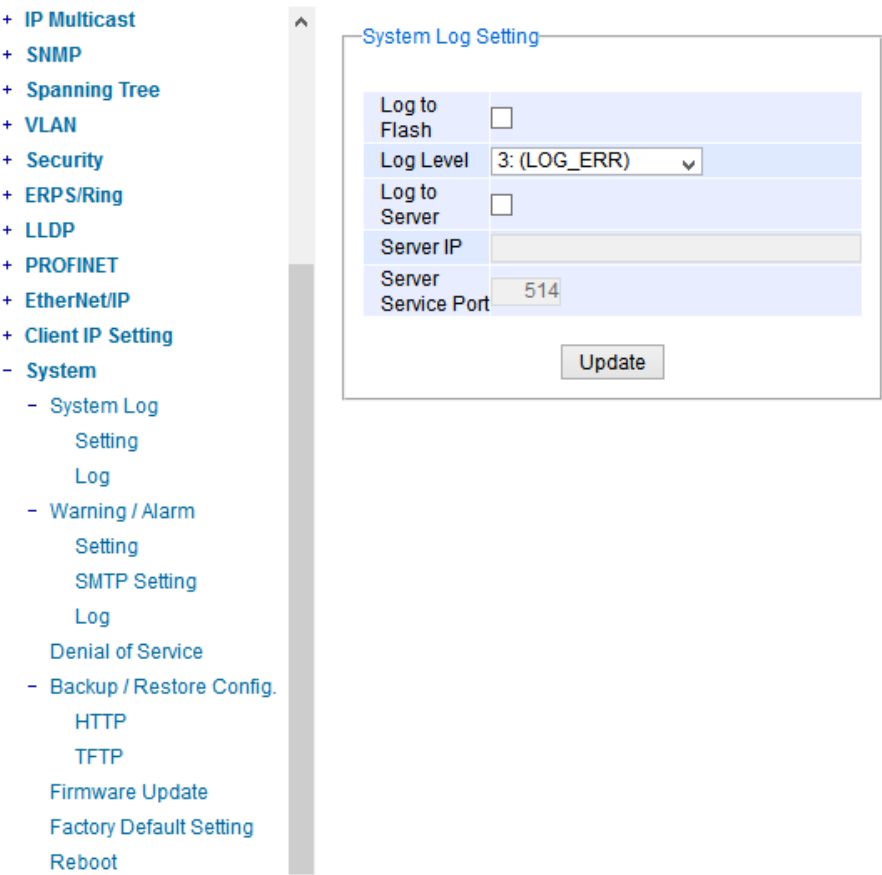 + IP Multicast
+ SNMP
+ Spanning Tree
+ VLAN
+ Security
+ ERPS/Ring
+ LLDP
+ PROFINET
+ EtherNet/IP
+ Client IP Setting
- System
- System Log
Setting
Log
- Warning / Alarm
Setting
SMTP Setting
Log
Denial of Service
- Backup / Restore Config.
HTTP
TFTP
Firmware Update
Factory Default Setting
Reboot
System Log Setting
Log to
Flash
Log Level 3: (LOG_ERR)
Log to
Server
Server IP
Server
Service Port 514
Update